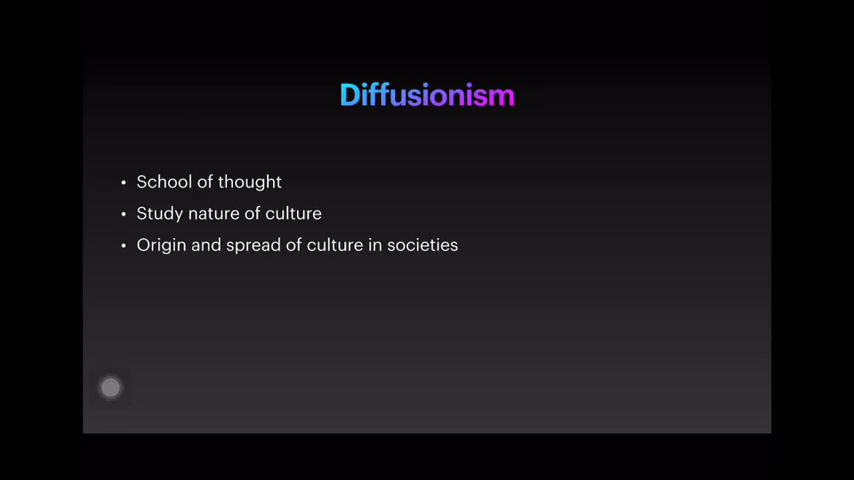 Diffusionism
• School of thought
• Study nature of culture
• Origin and spread of culture in societies